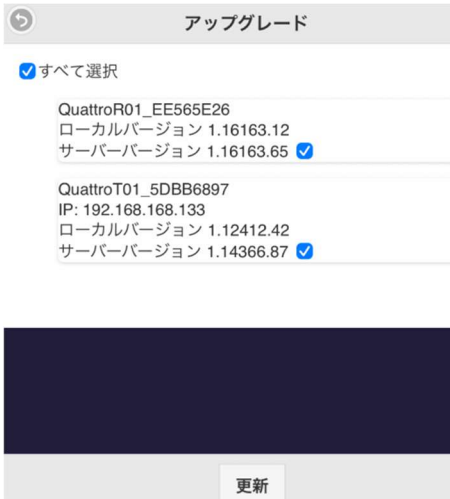 アップグレード
すべて選択
QuattroR01_EE565E26
ローカルバージョン 1.16163.12
サーバーバージョン 1.16163.65
QuattroT01_5DBB6897
IP: 192.168.168.133
ローカルバージョン 1.12412.42
サーバーバージョン 1.14366.87
更新